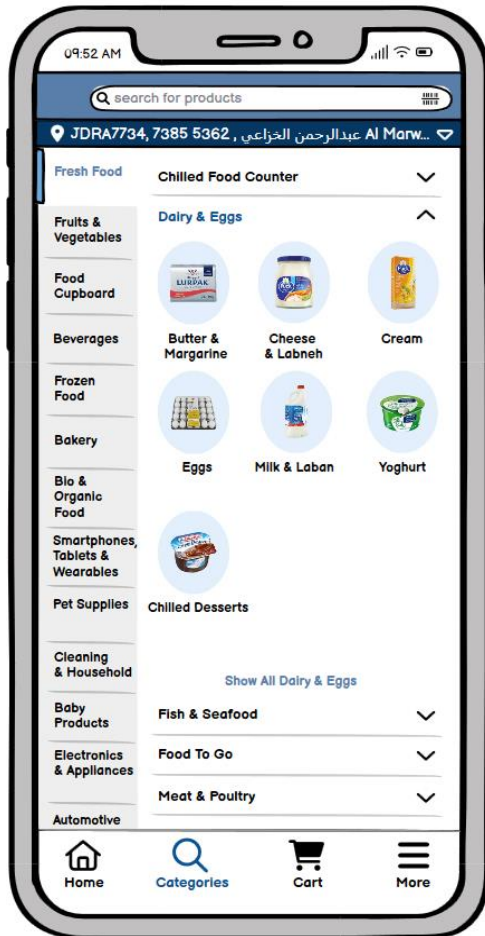 09:52 AM
search for products
JDRA7734, 7385 5362 , عبدالرحمن الخزاعي Al Marw...
Fresh Food
Fruits &
Vegetables
Food
Cupboard
Beverages
Frozen
Food
Bakery
Bio &
Organic
Food
Smartphones,
Tablets &
Wearables
Pet Supplies
Cleaning
& Household
Baby
Products
Electronics
& Appliances
Automotive
Chilled Food Counter
Dairy & Eggs
LURPAK
Butter &
Margarine
Cheese
& Labneh
Cream
Eggs
Milk & Laban
Yoghurt
Chilled Desserts
Show All Dairy & Eggs
Fish & Seafood
Food To Go
Meat & Poultry
Home
Categories
Cart
More